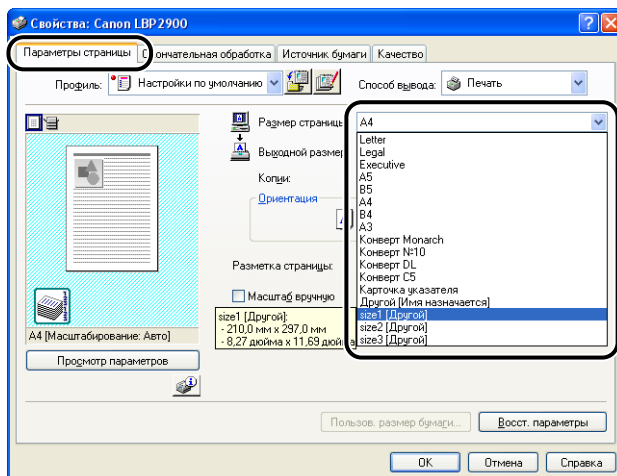 Свойства: Canon LBP2900
Параметры страницы
ончательная обработка
Источник бумаги
Качество
Профиль:
Настройки по умолчанию
Способ вывода:
Печать
Размер страницы
A4
Выходной размер
Копии:
Ориентация
Разметка страницы:
Масштаб вручную
Letter
Legal
Executive
A5
B5
A4
B4
A3
Конверт Monarch
Конверт №10
Конверт DL
Конверт C5
Карточка указателя
Другой [Имя назначается]
size1 [Другой]
size2 [Другой]
size3 [Другой]
size1 [Другой]:
- 210,0 мм x 297,0 мм
- 8,27 дюйма x 11,69 дюйма
A4 [Масштабирование: Авто]
Просмотр параметров
Пользов. размер бумаги...
Восст. параметры
OK
Отмена
Справка